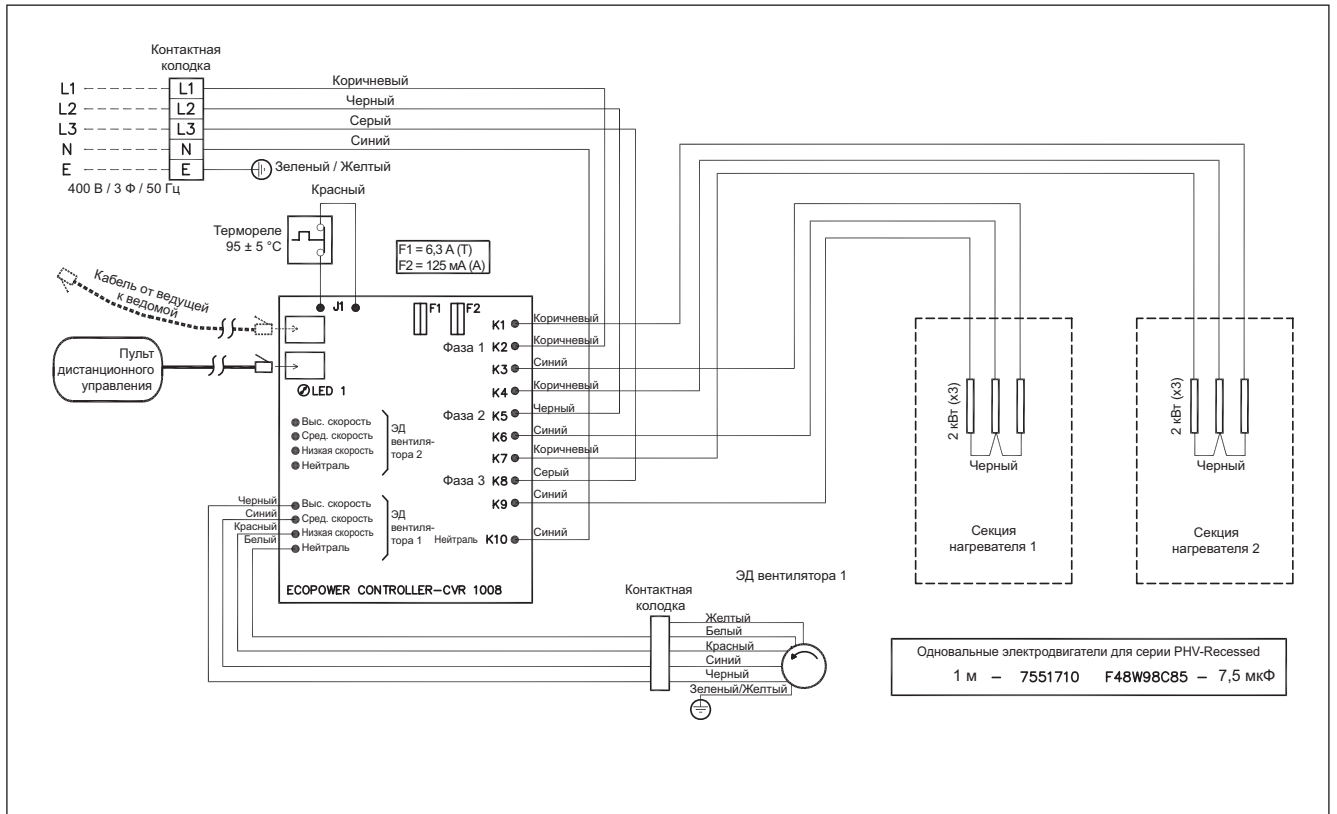 Контактная
колодка
L1 L1 Коричневый
L2 L2 Черный
L3 L3 Серый
N N Синий
E E Зеленый / Желтый
400 В / 3 Ф / 50 Гц
Красный
Термореле
95 ± 5 °C
F1 = 6,3 A (T)
F2 = 125 мА (A)
Кабель от ведущей
к ведомой
Пульт
дистанционного
управления
J1
F1 F2
LED 1
K1 Коричневый
Фаза 1 K2 Коричневый
K3 Синий
K4 Коричневый
Фаза 2 K5 Черный
K6 Синий
K7 Коричневый
Фаза 3 K8 Серый
K9 Синий
Нейтраль K10 Синий
Выс. скорость
Сред. скорость
Низкая скорость
Нейтраль
ЭД
вентиля-
тора 2
Черный Выс. скорость
Синий Сред. скорость
Красный Низкая скорость
Белый Нейтраль
ЭД
вентиля-
тора 1
ECOPOWER CONTROLLER–CVR 1008
2 кВт (x3)
Черный
Секция
нагревателя 1
2 кВт (x3)
Черный
Секция
нагревателя 2
ЭД вентилятора 1
Контактная
колодка
Желтый
Белый
Красный
Синий
Черный
Зеленый/Желтый
Одновальные электродвигатели для серии PHV-Recessed
1 м – 7551710 F48W98C85 – 7,5 мкФ